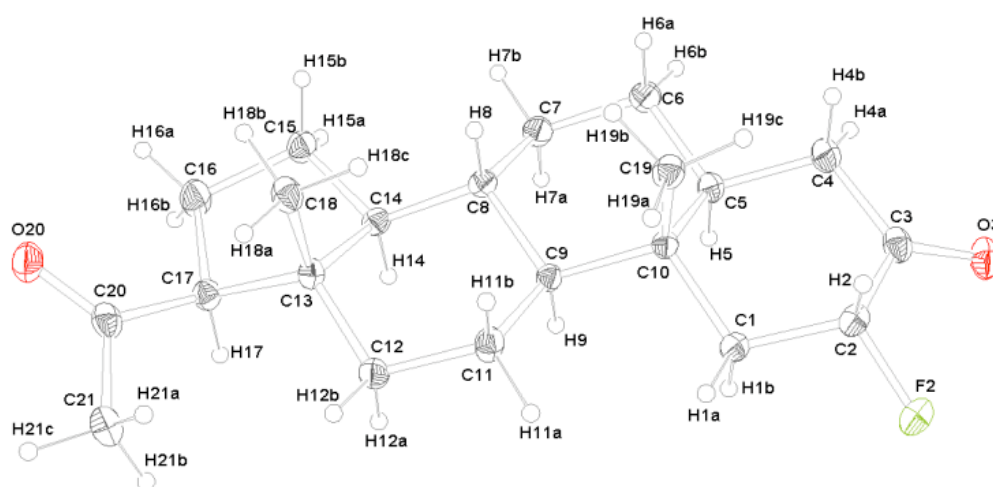 H6a
H15b
H7b
H6b
H4b
H18b
H8
C7
C6
H16a
C15
H15a
H19b
H19c
H4a
C16
H18c
C19
C4
H16b
C18
C14
C8
H7a
H19a
C5
C3
O20
H18a
H14
C9
C10
H5
H2
C17
C13
H11b
C20
H17
C12
C11
H9
C1
C2
C21
H21a
H12b
H1a
H1b
F2
H21c
H12a
H11a
H21b